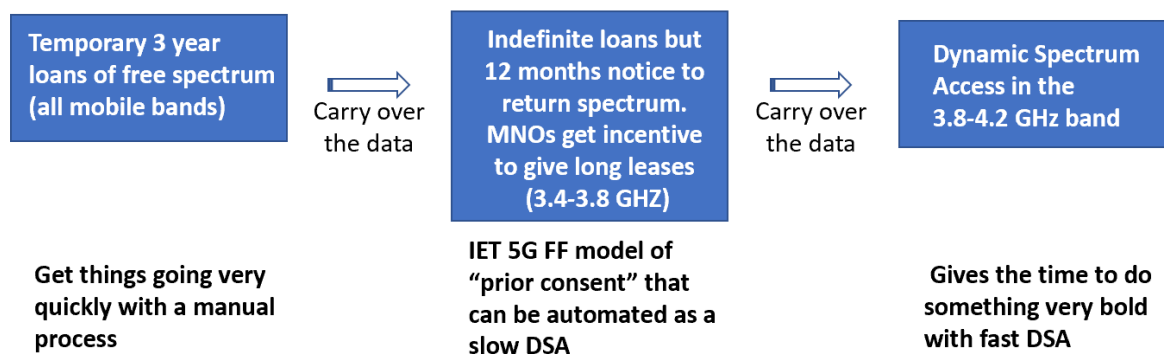 Temporary 3 year
loans of free spectrum
(all mobile bands)
Carry over
the data
Indefinite loans but
12 months notice to
return spectrum.
MNOs get incentive
to give long leases
(3.4-3.8 GHZ)
Carry over
the data
Dynamic Spectrum
Access in the
3.8-4.2 GHz band
Get things going very
quickly with a manual
process
IET 5G FF model of
“prior consent” that
can be automated as a
slow DSA
Gives the time to do
something very bold
with fast DSA